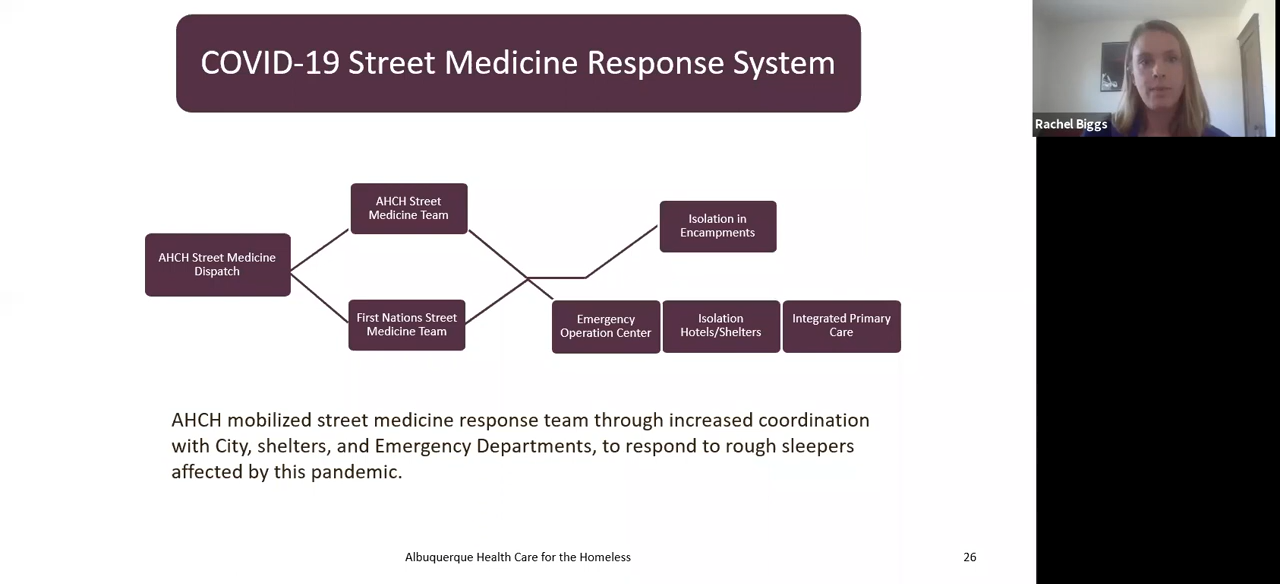 COVID-19 Street Medicine Response System
Rachel Biggs
AHCH Street
Medicine Team
Isolation in
Encampments
AHCH Street Medicine
Dispatch
First Nations Street
Medicine Team
Emergency
Operation Center
Isolation
Hotels/Shelters
Integrated Primary
Care
AHCH mobilized street medicine response team through increased coordination
with City, shelters, and Emergency Departments, to respond to rough sleepers
affected by this pandemic.
Albuquerque Health Care for the Homeless
26